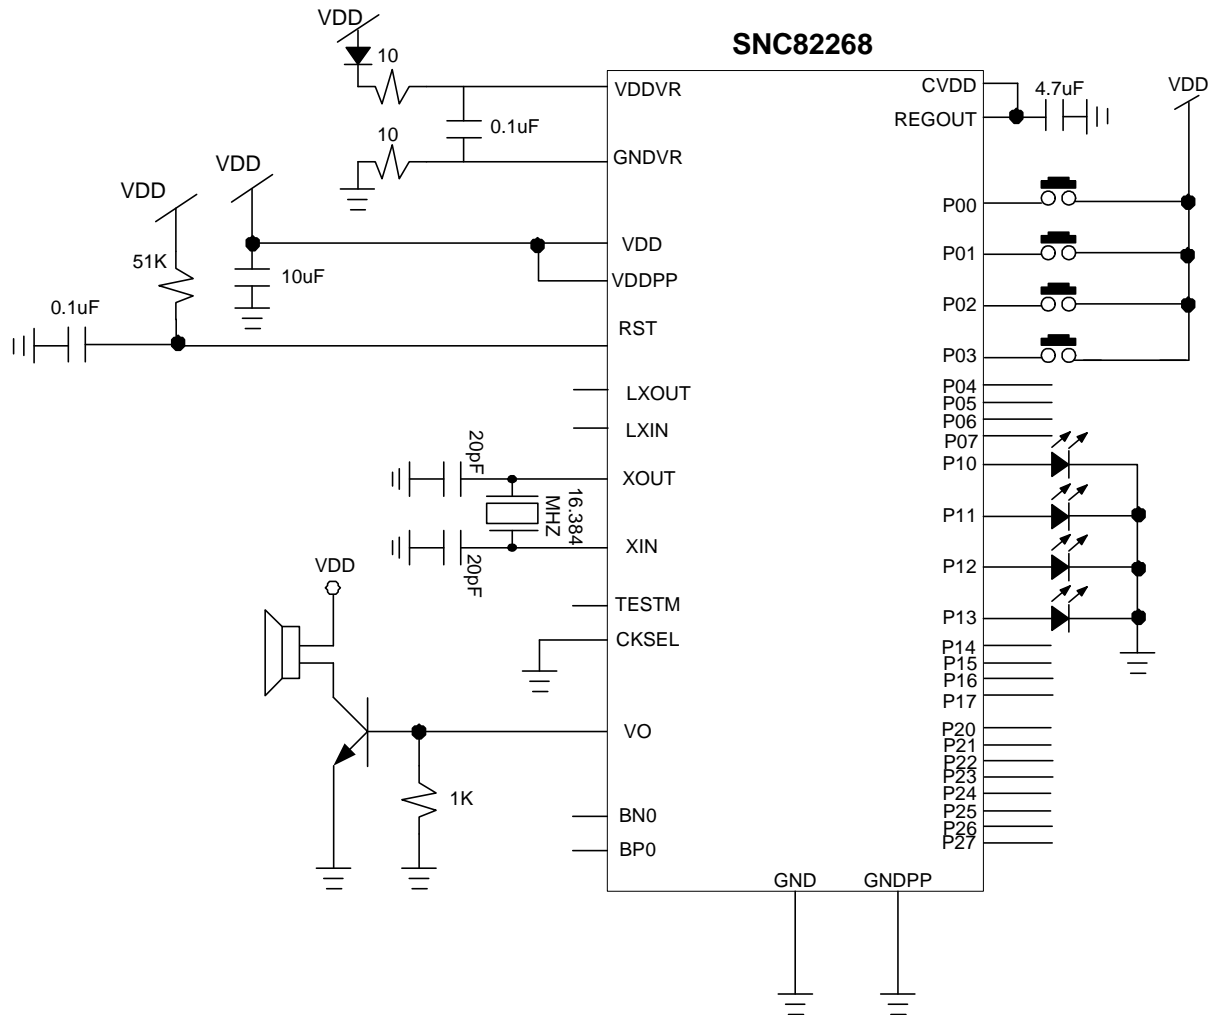 SNC82268
VDD
10
VDDVR
0.1uF
10
GNDVR
VDD
VDD
VDD
51K
10uF
VDDPP
0.1uF
RST
LXOUT
LXIN
20pF
XOUT
16.384
MHZ
XIN
20pF
VDD
TESTM
CKSEL
VO
1K
BN0
BP0
GND
GNDPP
CVDD
4.7uF
VDD
REGOUT
P00
P01
P02
P03
P04
P05
P06
P07
P10
P11
P12
P13
P14
P15
P16
P17
P20
P21
P22
P23
P24
P25
P26
P27